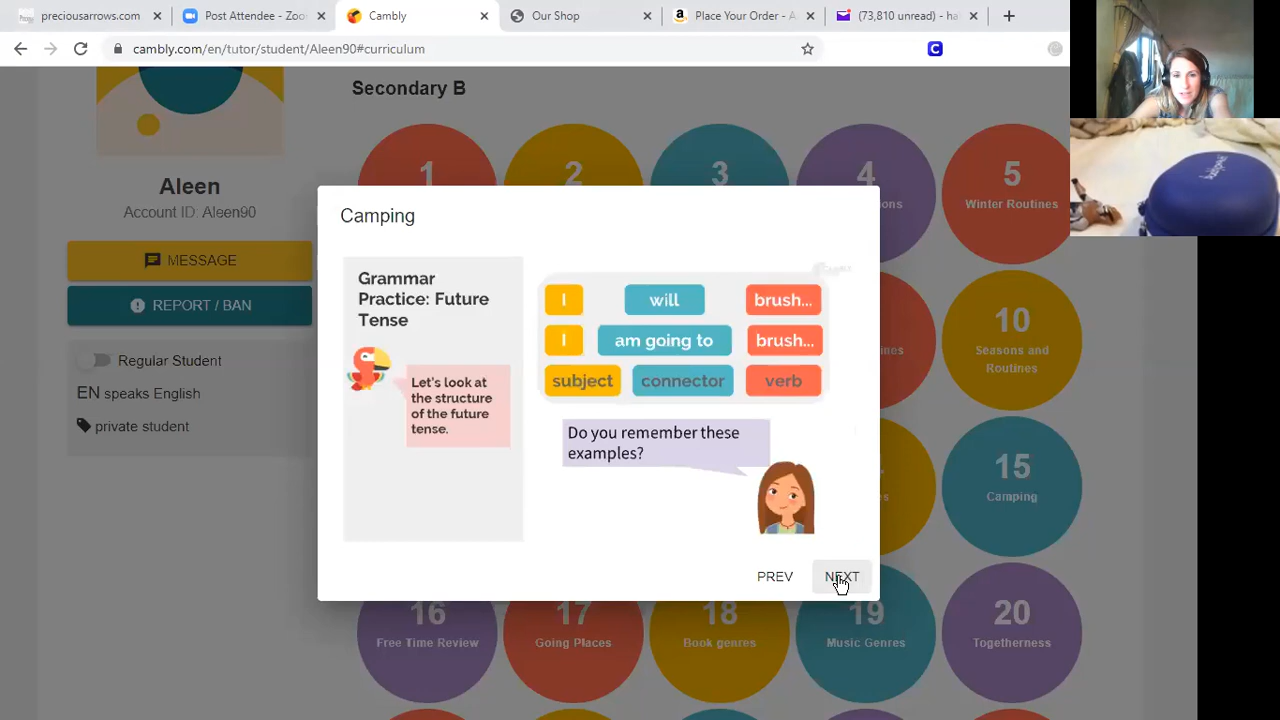 preciousarrows.com
Post Attendee - Zoo
Cambly
Our Shop
Place Your Order - A
(73,810 unread) - ha
cambly.com/en/tutor/student/Aleen90#curriculum
Secondary B
1
2
3
4
5
Winter Routines
Aleen
Account ID: Aleen90
MESSAGE
REPORT / BAN
Regular Student
EN speaks English
private student
Camping
Grammar
Practice: Future
Tense
Let's look at
the structure
of the future
tense.
I will brush...
I am going to brush...
subject connector verb
Do you remember these
examples?
PREV
NEXT
10
Seasons and
Routines
15
Camping
16
Free Time Review
17
Going Places
18
Book genres
19
Music Genres
20
Togetherness